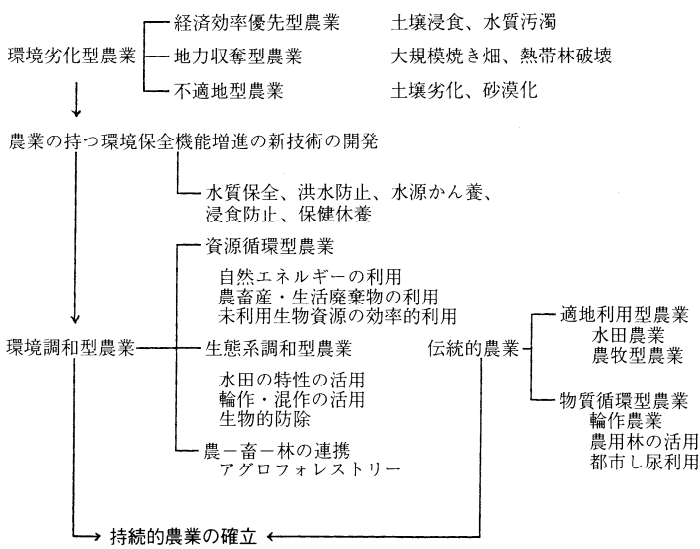 経済効率優先型農業 土壌浸食、水質汚濁
環境劣化型農業 地力収奪型農業 大規模焼き畑、熱帯林破壊
不適地型農業 土壌劣化、砂漠化
農業の持つ環境保全機能増進の新技術の開発
水質保全、洪水防止、水源かん養、
浸食防止、保健休養
資源循環型農業
自然エネルギーの利用
農畜産・生活廃棄物の利用
未利用生物資源の効率的利用
環境調和型農業
生態系調和型農業
水田の特性の活用
輪作・混作の活用
生物的防除
農－畜－林の連携
アグロフォレストリー
伝統的農業
適地利用型農業
水田農業
農牧型農業
物質循環型農業
輪作農業
農用林の活用
都市し尿利用
持続的農業の確立